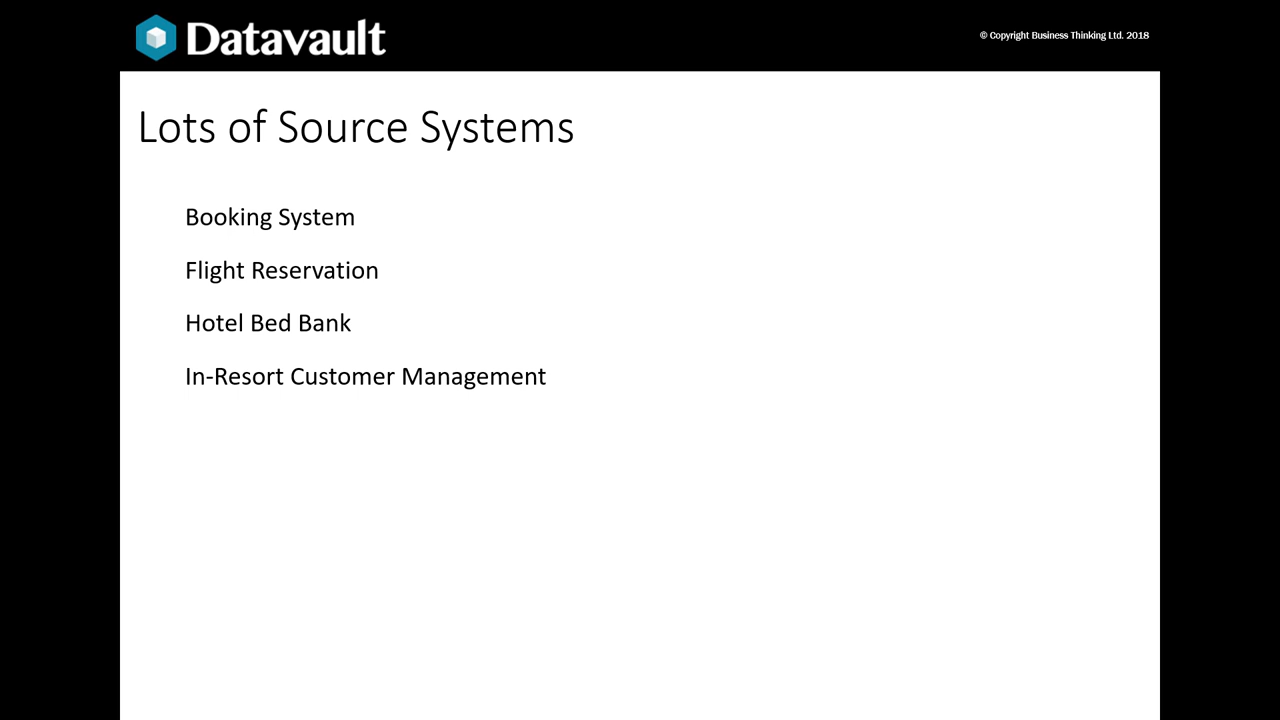 Datavault
© Copyright Business Thinking Ltd. 2018
Lots of Source Systems
Booking System
Flight Reservation
Hotel Bed Bank
In-Resort Customer Management